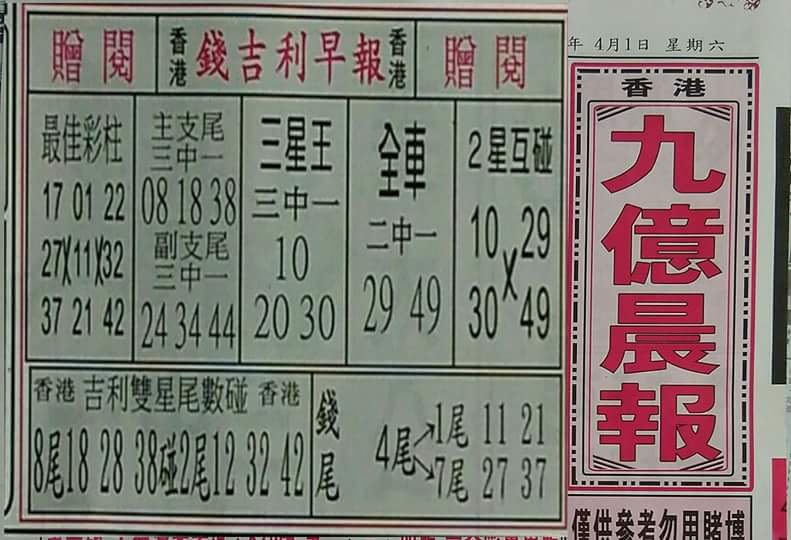 贈閱 香港 錢吉利早報 香港 贈閱
最佳彩柱
17 01 22
27X11X32
37 21 42
主支尾
三中一
08 18 38
副支尾
三中一
24 34 44
三星王
三中一
10
20 30
全車
二中一
29 49
2星互碰
10 29
X
30 49
香港 吉利雙星尾數碰 香港
8尾18 28 38碰2尾12 32 42
錢尾
4尾
1尾 11 21
7尾 27 37
年 4月1日 星期六
香港
九億晨報
僅供參考勿用賭博